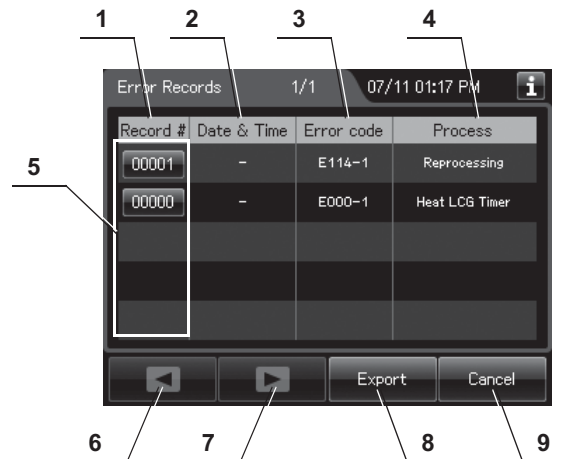 1 2 3 4
Error Records 1/1 07/11 01:17 PM i
Record # Date & Time Error code Process
5
00001 - E114-1 Reprocessing
00000 - E000-1 Heat LCG Timer
Export Cancel
6 7 8 9